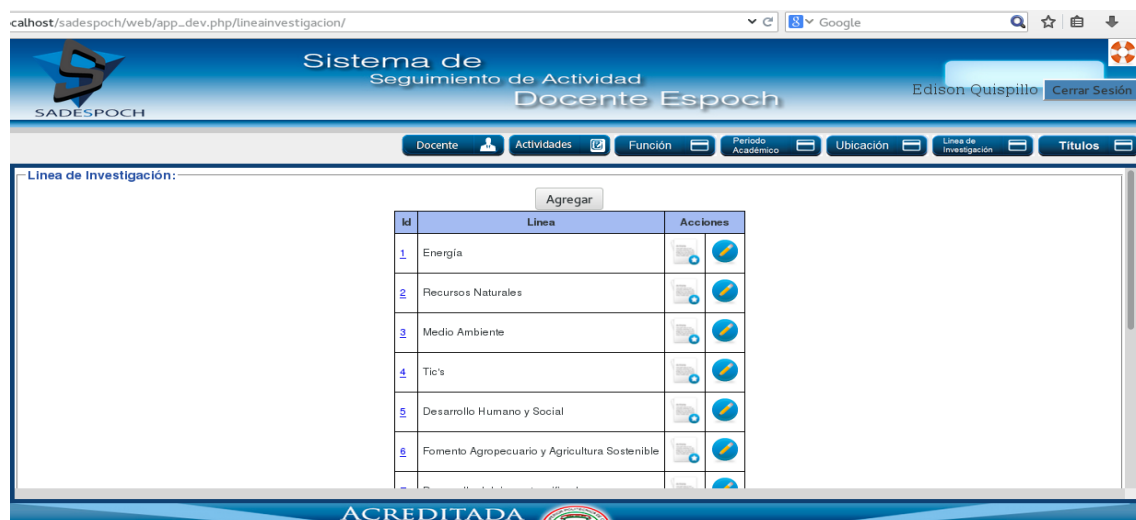 calhost/sadespoch/web/app_dev.php/lineainvestigacion/
Google
Sistema de
Seguimiento de Actividad
Docente Espoch
SADESPOCH
Edison Quispillo
Cerrar Sesión
Docente
Actividades
Función
Periodo Académico
Ubicación
Linea de Investigación
Títulos
Linea de Investigación:
Agregar
Id Linea Acciones
1 Energía
2 Recursos Naturales
3 Medio Ambiente
4 Tic's
5 Desarrollo Humano y Social
6 Fomento Agropecuario y Agricultura Sostenible
ACREDITADA